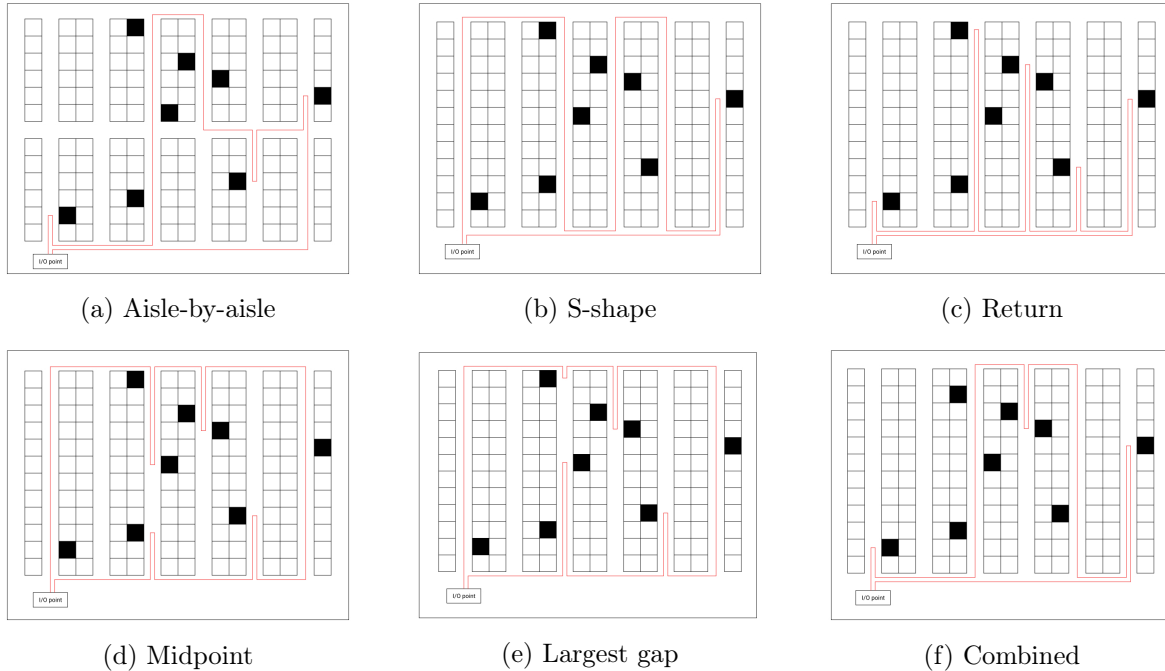 I/O point
I/O point
I/O point
(a) Aisle-by-aisle
(b) S-shape
(c) Return
I/O point
I/O point
I/O point
(d) Midpoint
(e) Largest gap
(f) Combined